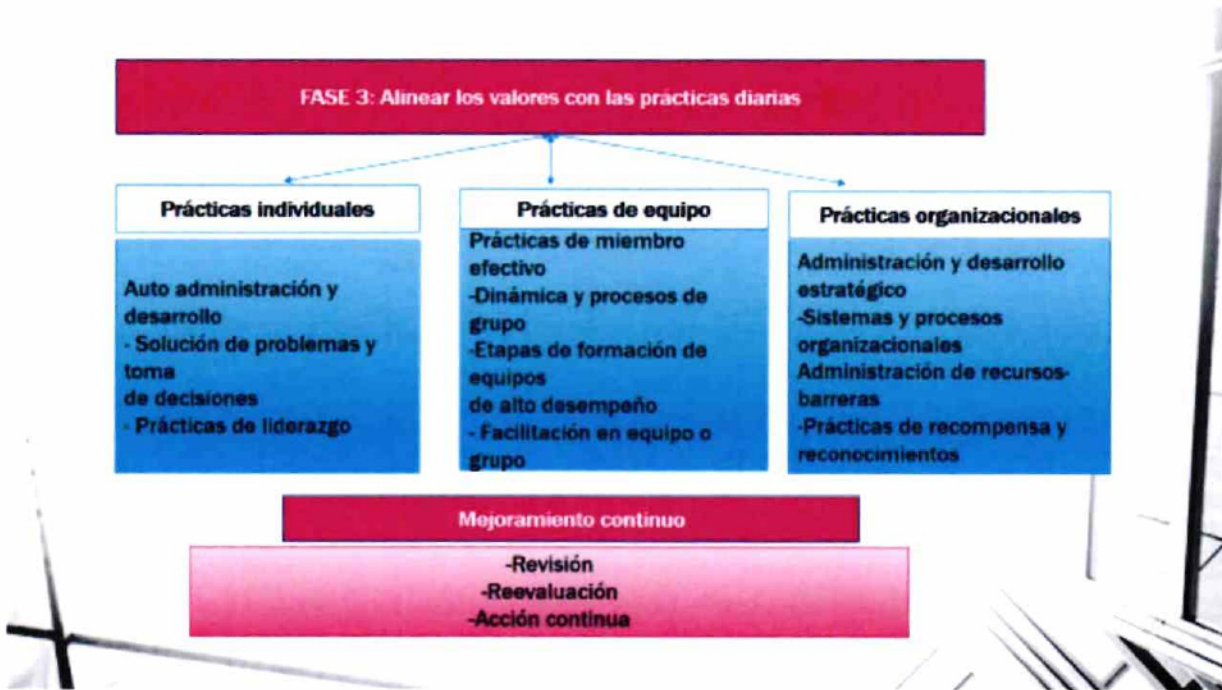 FASE 3: Alinear los valores con las prácticas diarias
Prácticas individuales
Auto administración y
desarrollo
- Solución de problemas y
toma
de decisiones
- Prácticas de liderazgo
Prácticas de equipo
Prácticas de miembro
efectivo
-Dinámica y procesos de
grupo
-Etapas de formación de
equipos
de alto desempeño
- Facilitación en equipo o
grupo
Prácticas organizacionales
Administración y desarrollo
estratégico
-Sistemas y procesos
organizacionales
Administración de recursos-
barreras
-Prácticas de recompensa y
reconocimientos
Mejoramiento continuo
-Revisión
-Reevaluación
-Acción continua